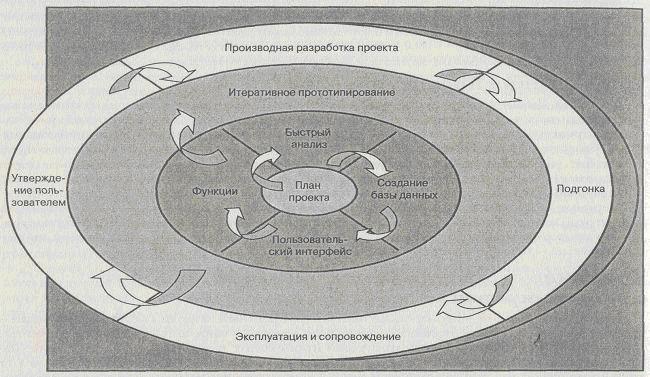 Производная разработка проекта
Итеративное прототипирование
Быстрый
анализ
Утвержде-
ние поль-
зователем
Функции
План
проекта
Создание
базы данных
Подгонка
Пользователь-
ский интерфейс
Эксплуатация и сопровождение